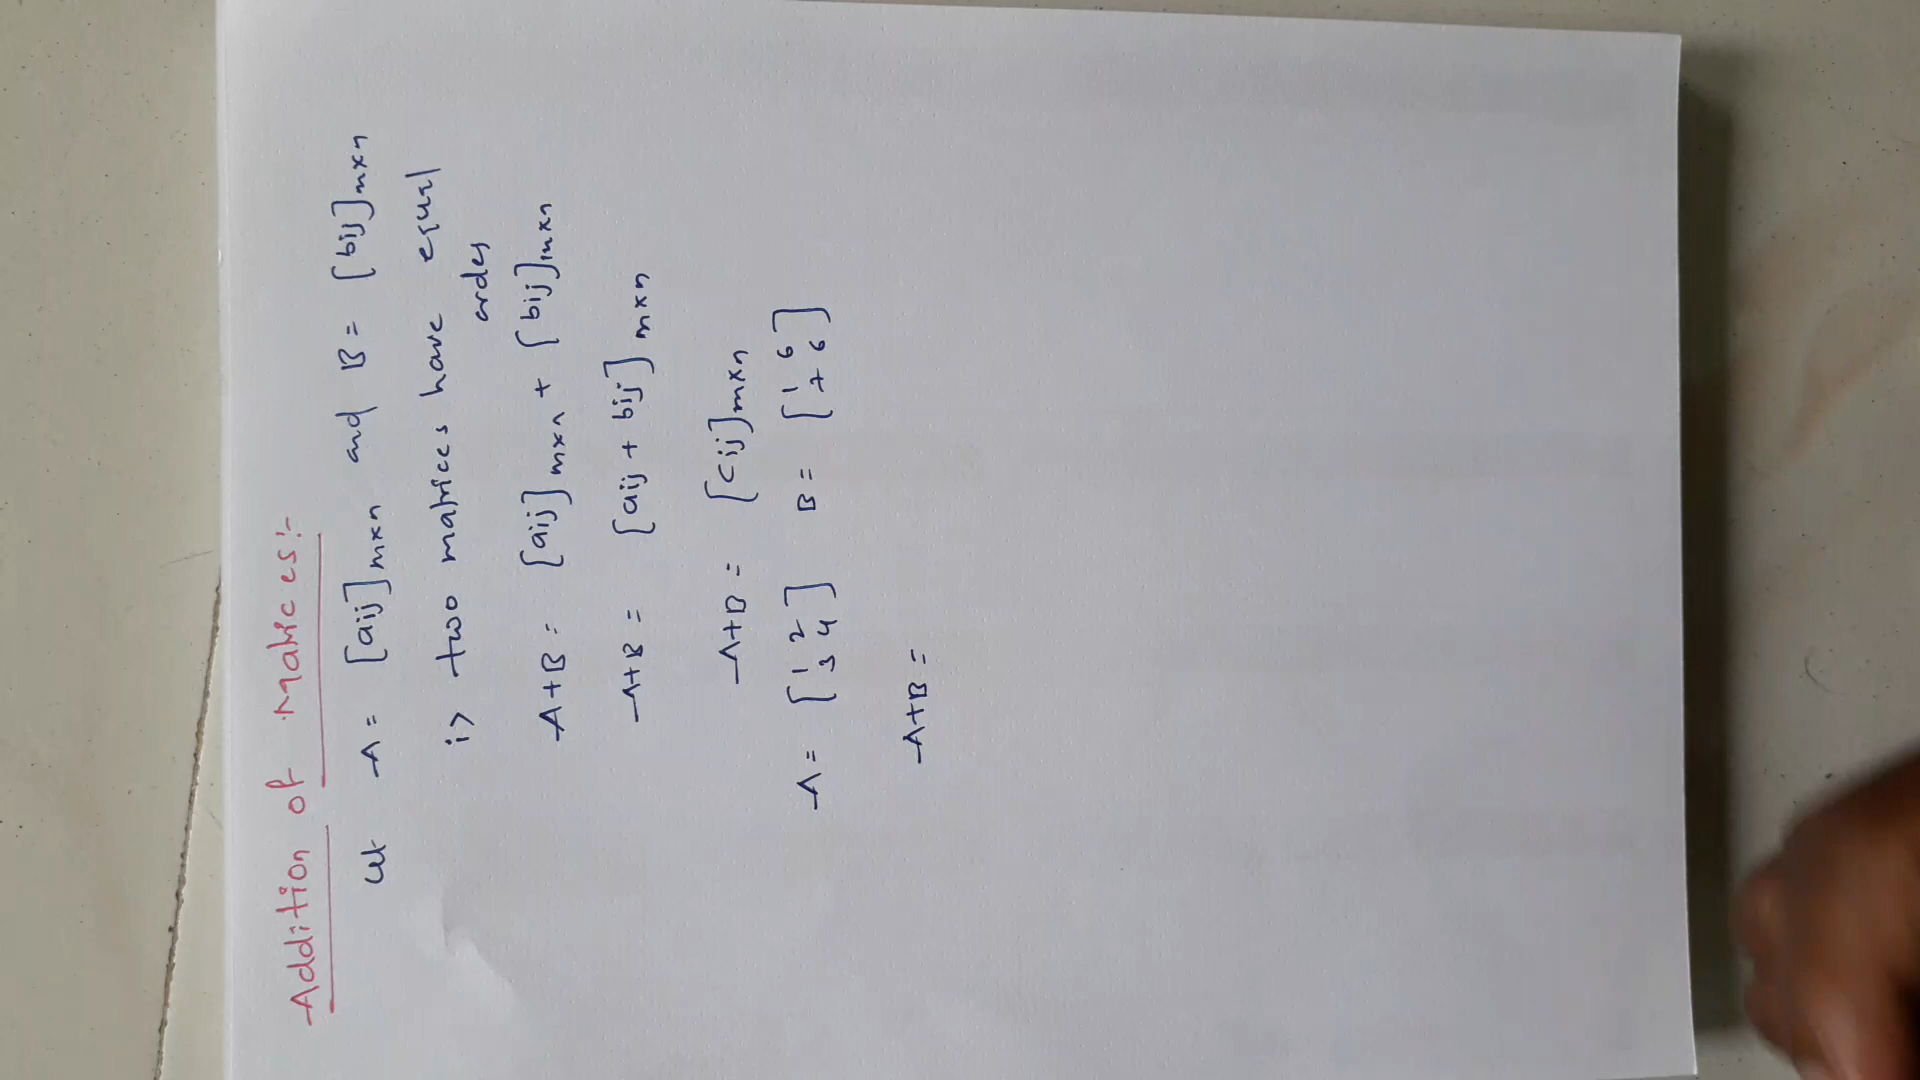 Addition of Matrices:-
Let A = [aij]mxn and B = [bij]mxn
i> two matrices have equal
order
A+B = [aij]mxn + [bij]mxn
A+B = [aij + bij]mxn
A+B = [cij]mxn
A = [1 2 B = [1 6
3 4] 7 6]
A+B =